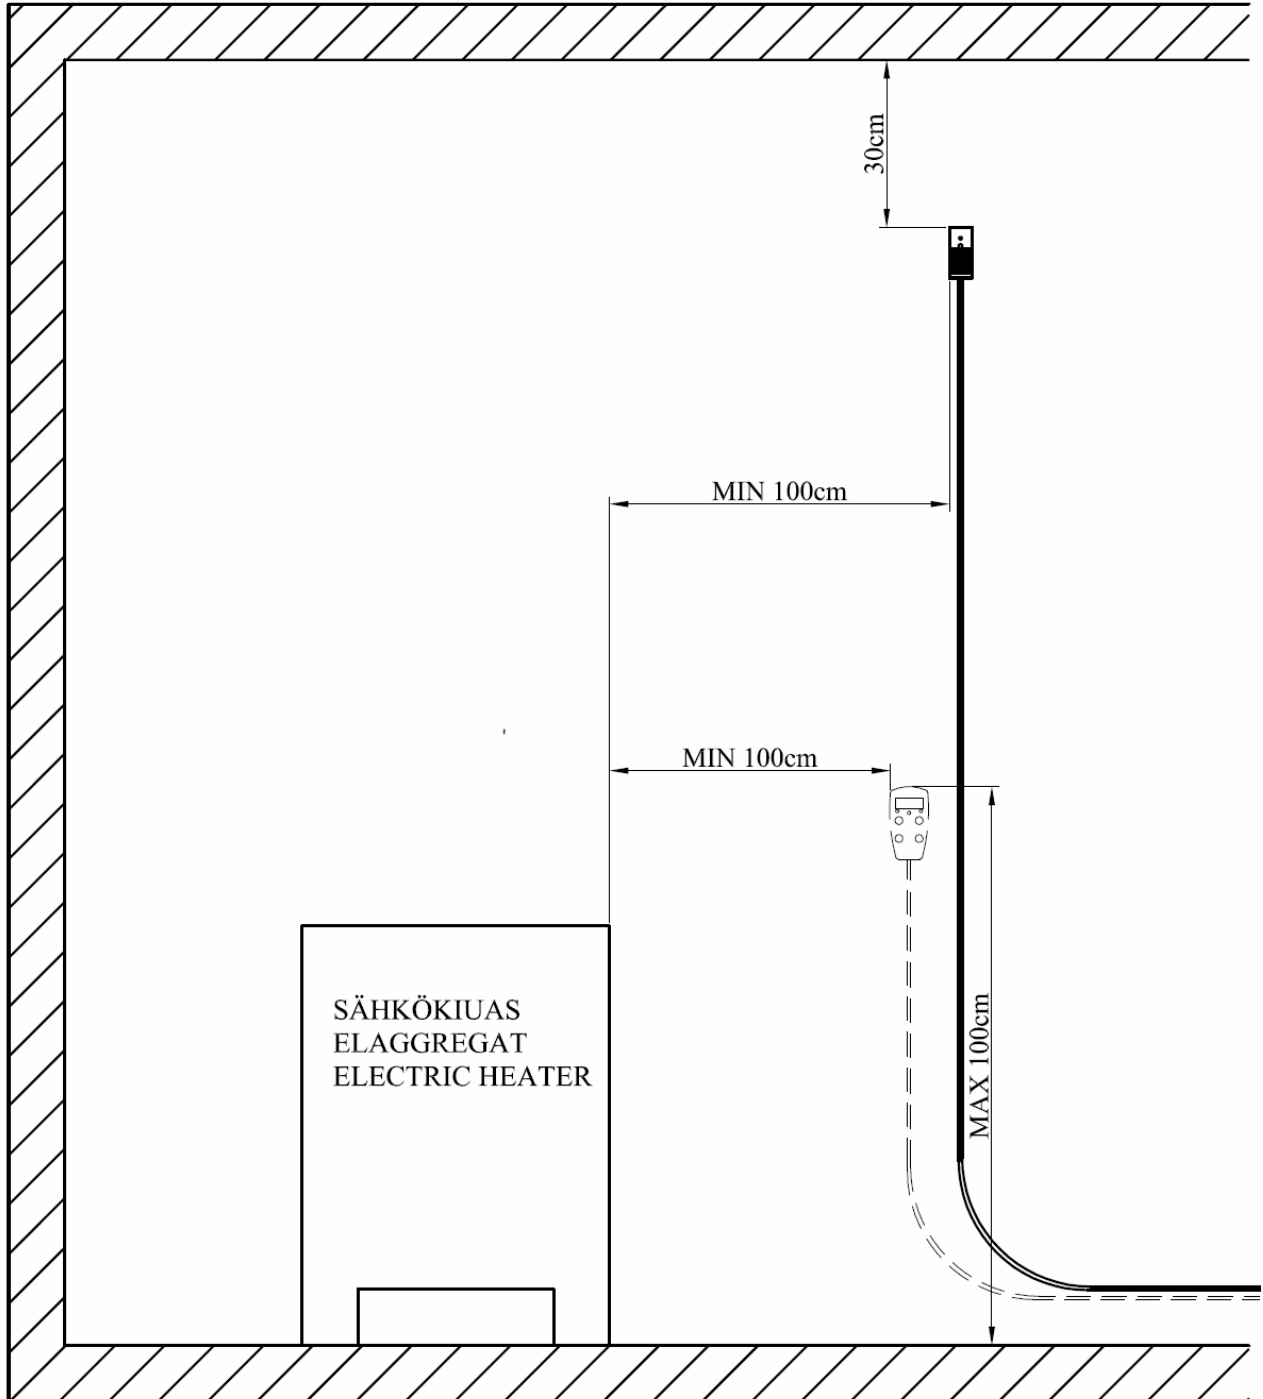 30cm
MIN 100cm
MIN 100cm
SÄHKÖKIUAS
ELAGGREGAT
ELECTRIC HEATER
MAX 100cm